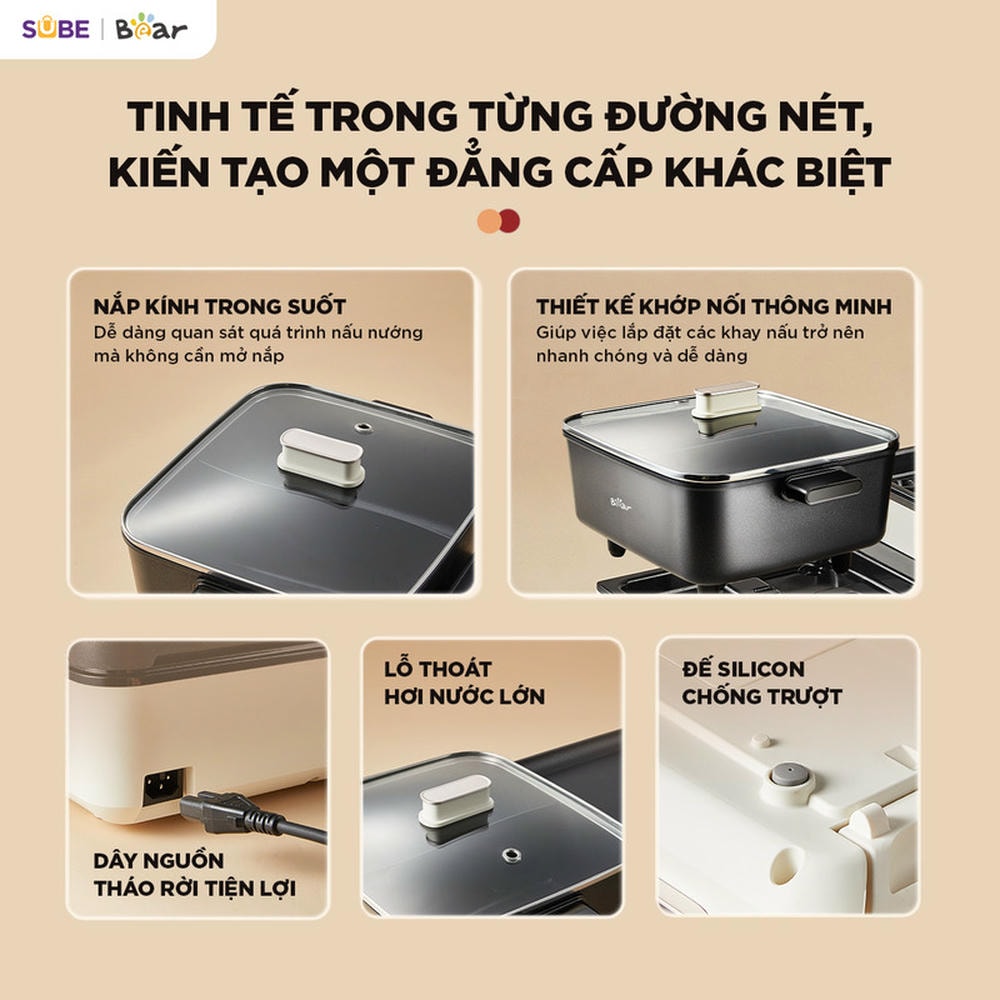 SUBE | Bear
TINH TẾ TRONG TỪNG ĐƯỜNG NÉT,
KIẾN TẠO MỘT ĐẲNG CẤP KHÁC BIỆT
NẮP KÍNH TRONG SUỐT
Dễ dàng quan sát quá trình nấu nướng
mà không cần mở nắp
THIẾT KẾ KHỚP NỐI THÔNG MINH
Giúp việc lắp đặt các khay nấu trở nên
nhanh chóng và dễ dàng
Bear
DÂY NGUỒN
THÁO RỜI TIỆN LỢI
LỖ THOÁT
HƠI NƯỚC LỚN
ĐẾ SILICON
CHỐNG TRƯỢT